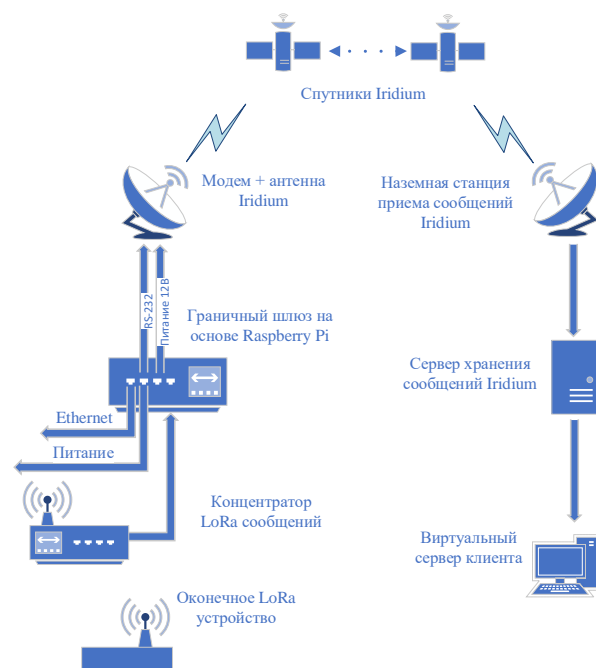 Спутники Iridium
Модем + антенна
Iridium
Наземная станция
приема сообщений
Iridium
RS-232
Питание 12В
Граничный шлюз на
основе Raspberry Pi
Сервер хранения
сообщений Iridium
Ethernet
Питание
Концентратор
LoRa сообщений
Виртуальный
сервер клиента
Оконечное LoRa
устройство